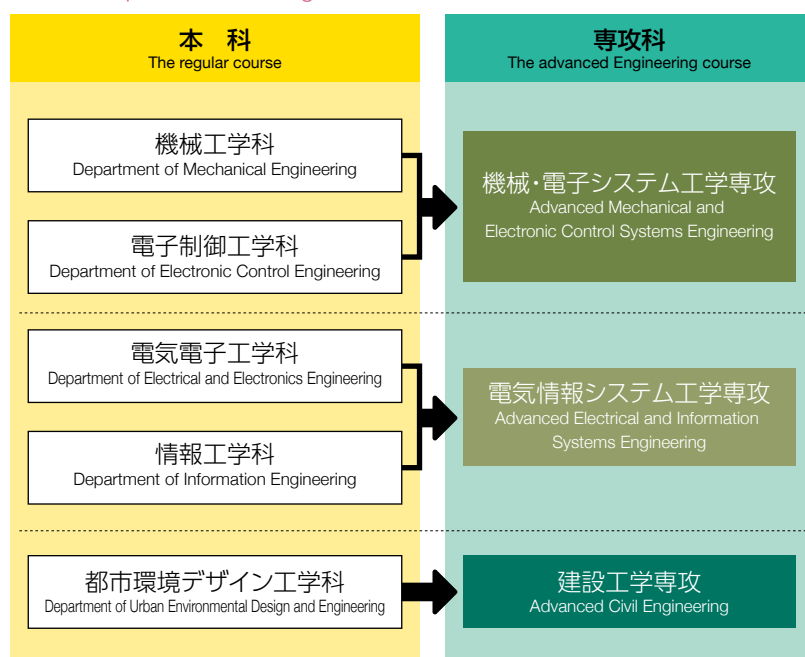 本 科
The regular course
専攻科
The advanced Engineering course
機械工学科
Department of Mechanical Engineering
電子制御工学科
Department of Electronic Control Engineering
機械・電子システム工学専攻
Advanced Mechanical and
Electronic Control Systems Engineering
電気電子工学科
Department of Electrical and Electronics Engineering
情報工学科
Department of Information Engineering
電気情報システム工学専攻
Advanced Electrical and Information
Systems Engineering
都市環境デザイン工学科
Department of Urban Environmental Design and Engineering
建設工学専攻
Advanced Civil Engineering